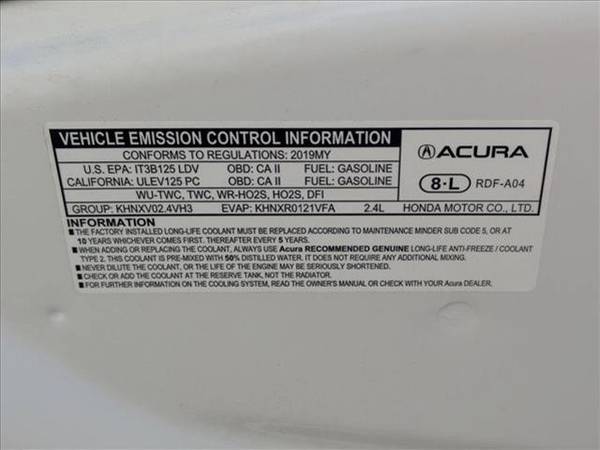 VEHICLE EMISSION CONTROL INFORMATION
CONFORMS TO REGULATIONS: 2019MY
U.S. EPA: IT3B125 LDV OBD: CA II FUEL: GASOLINE
CALIFORNIA: ULEV125 PC OBD: CA II FUEL: GASOLINE
WU-TWC, TWC, WR-HO2S, HO2S, DFI
GROUP: KHNXV02.4VH3 EVAP: KHNXR0121VFA 2.4L
ACURA
8·L RDF-A04
HONDA MOTOR CO., LTD.
INFORMATION
■ THE FACTORY INSTALLED LONG-LIFE COOLANT MUST BE REPLACED ACCORDING TO MAINTENANCE MINDER SUB CODE 5, OR AT
10 YEARS WHICHEVER COMES FIRST. THEREAFTER EVERY 5 YEARS.
■ WHEN ADDING OR REPLACING THE COOLANT, ALWAYS USE Acura RECOMMENDED GENUINE LONG-LIFE ANTI-FREEZE / COOLANT
TYPE 2. THIS COOLANT IS PRE-MIXED WITH 50% DISTILLED WATER. IT DOES NOT REQUIRE ANY ADDITIONAL MIXING.
■ NEVER DILUTE THE COOLANT, OR THE LIFE OF THE ENGINE MAY BE SERIOUSLY SHORTENED.
■ CHECK OR ADD THE COOLANT AT THE RESERVE TANK, NOT THE RADIATOR.
■ FOR FURTHER INFORMATION ON THE COOLING SYSTEM, READ THE OWNER'S MANUAL OR CHECK WITH YOUR Acura DEALER.